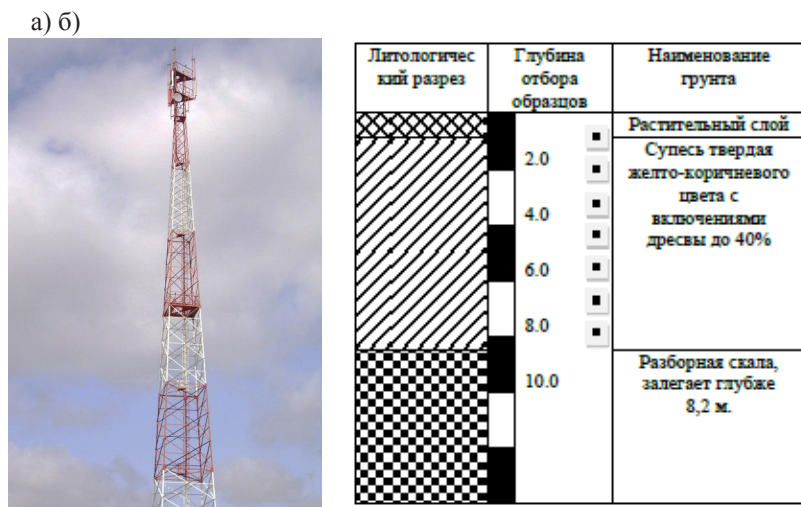 а) б)
Литологичес
кий разрез
Глубина
отбора
образцов
Наименование
грунта
Растительный слой
2.0
4.0
6.0
8.0
10.0
Супесь твердая
желто-коричневого
цвета с
включениями
дресвы до 40%
Разборная скала,
залегает глубже
8,2 м.